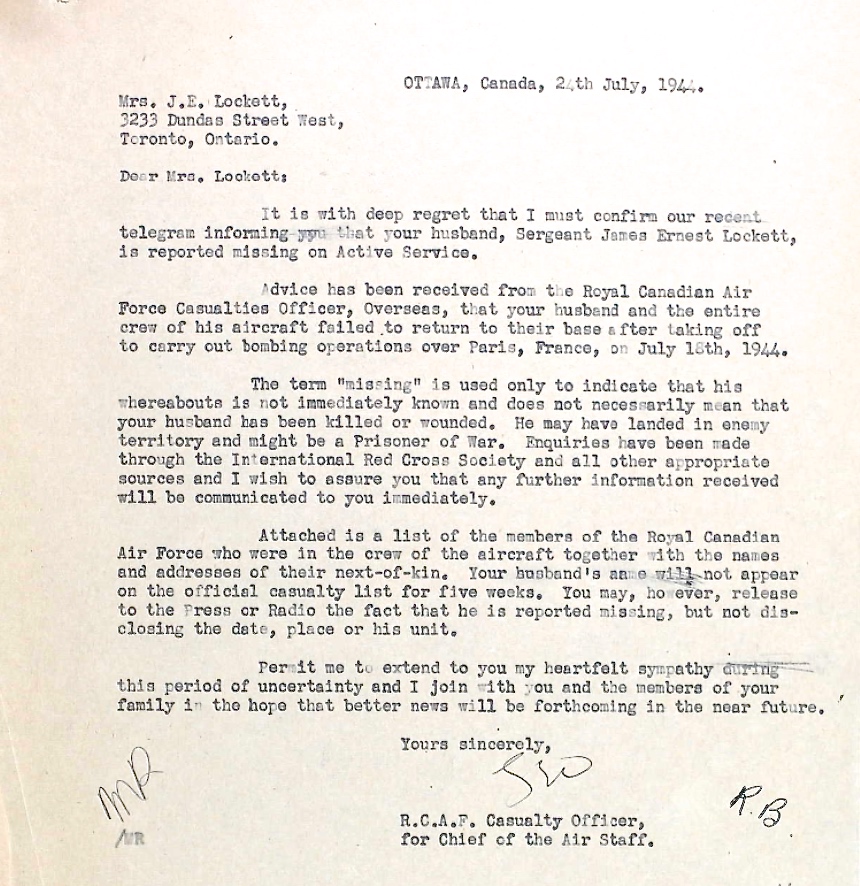 OTTAWA, Canada, 24th July, 1944.
Mrs. J.E. Lockett,
3233 Dundas Street West,
Toronto, Ontario.
Dear Mrs. Lockett:
It is with deep regret that I must confirm our recent
telegram informing you that your husband, Sergeant James Ernest Lockett,
is reported missing on Active Service.
Advice has been received from the Royal Canadian Air
Force Casualties Officer, Overseas, that your husband and the entire
crew of his aircraft failed to return to their base after taking off
to carry out bombing operations over Paris, France, on July 18th, 1944.
The term "missing" is used only to indicate that his
whereabouts is not immediately known and does not necessarily mean that
your husband has been killed or wounded. He may have landed in enemy
territory and might be a Prisoner of War. Enquiries have been made
through the International Red Cross Society and all other appropriate
sources and I wish to assure you that any further information received
will be communicated to you immediately.
Attached is a list of the members of the Royal Canadian
Air Force who were in the crew of the aircraft together with the names
and addresses of their next-of-kin. Your husband's name will not appear
on the official casualty list for five weeks. You may, however, release
to the Press or Radio the fact that he is reported missing, but not dis-
closing the date, place or his unit.
Permit me to extend to you my heartfelt sympathy during
this period of uncertainty and I join with you and the members of your
family in the hope that better news will be forthcoming in the near future.
Yours sincerely,
MR
R.B.
R.C.A.F. Casualty Officer,
/MR
for Chief of the Air Staff.